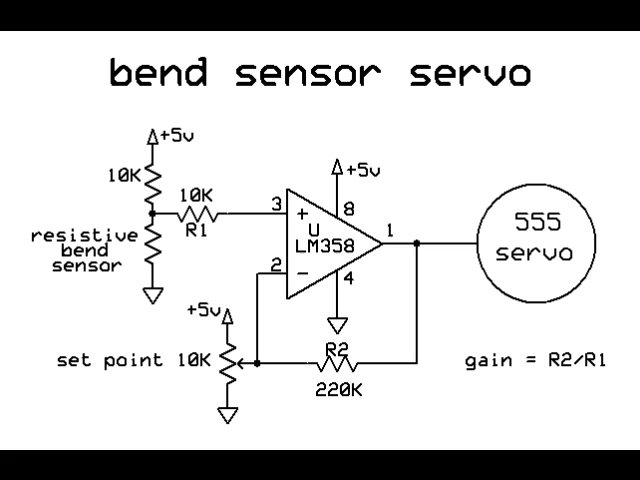 bend sensor servo
+5v
10K
10K
R1
resistive
bend
sensor
+5v
3
+
8
U
LM358
1
2
-
4
555
servo
+5v
set point 10K
R2
220K
gain = R2/R1